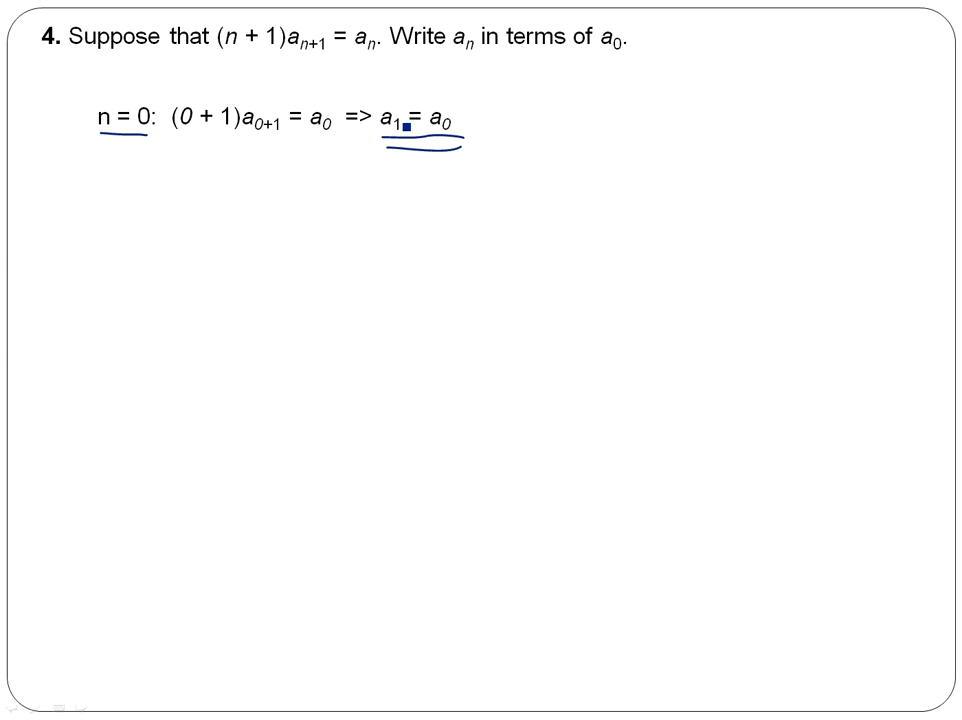 4. Suppose that (n + 1)aₙ₊₁ = aₙ. Write aₙ in terms of a₀.
n = 0: (0 + 1)a₀₊₁ = a₀ => a₁ = a₀